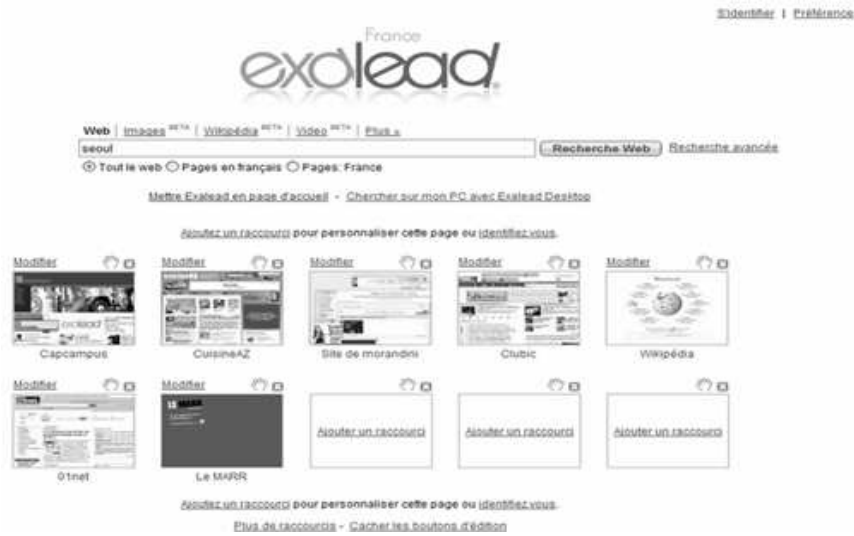 S'identifier | Préférence
France
exalead
Web | Images BETA | Wikipédia BETA | Video BETA | Plus »
seoul Recherche Web Recherche avancée
Tout le web Pages en français Pages: France
Mettre Exalead en page d'accueil - Chercher sur mon PC avec Exalead Desktop
Ajoutez un raccourci pour personnaliser cette page ou identifiez vous.
Modifier Modifier Modifier Modifier Modifier
Capcampus CuisineAZ Site de morandini Clubic Wikipédia
Modifier Modifier
Ajouter un raccourci Ajouter un raccourci Ajouter un raccourci
01net Le MARR
Ajoutez un raccourci pour personnaliser cette page ou identifiez vous.
Plus de raccourcis - Cacher les boutons d'édition